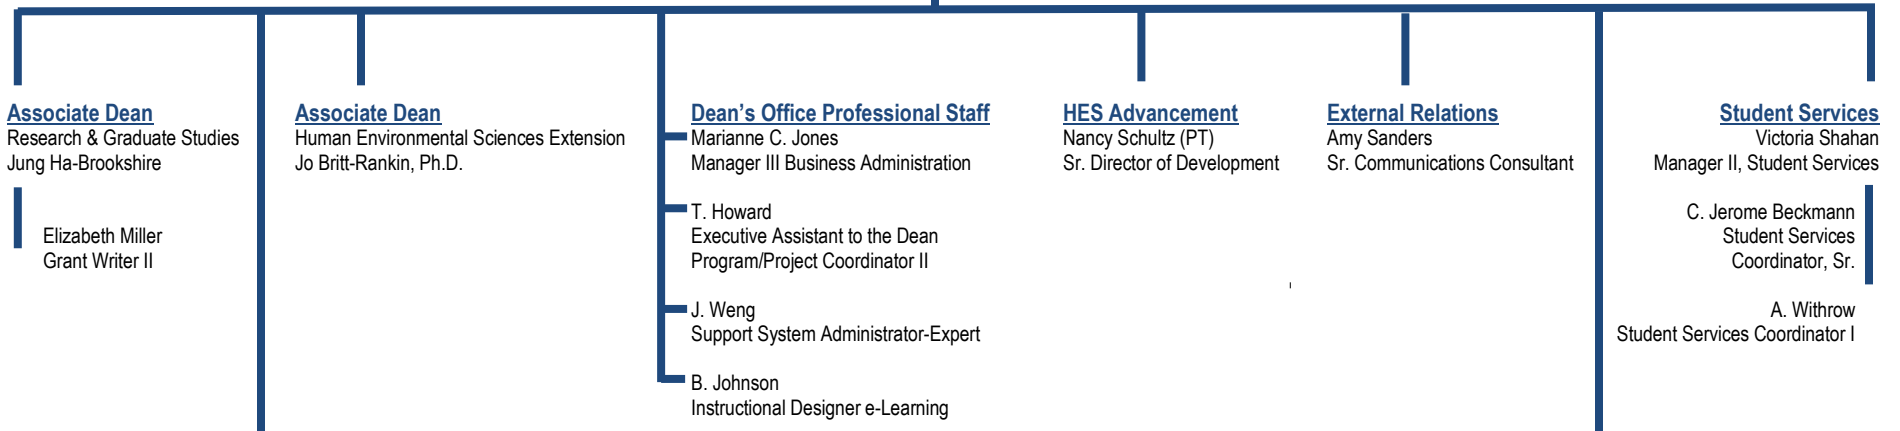 Associate Dean
Research & Graduate Studies
Jung Ha-Brookshire
Elizabeth Miller
Grant Writer II
Associate Dean
Human Environmental Sciences Extension
Jo Britt-Rankin, Ph.D.
Dean’s Office Professional Staff
Marianne C. Jones
Manager III Business Administration
T. Howard
Executive Assistant to the Dean
Program/Project Coordinator II
J. Weng
Support System Administrator-Expert
B. Johnson
Instructional Designer e-Learning
HES Advancement
Nancy Schultz (PT)
Sr. Director of Development
External Relations
Amy Sanders
Sr. Communications Consultant
Student Services
Victoria Shahan
Manager II, Student Services
C. Jerome Beckmann
Student Services
Coordinator, Sr.
A. Withrow
Student Services Coordinator I